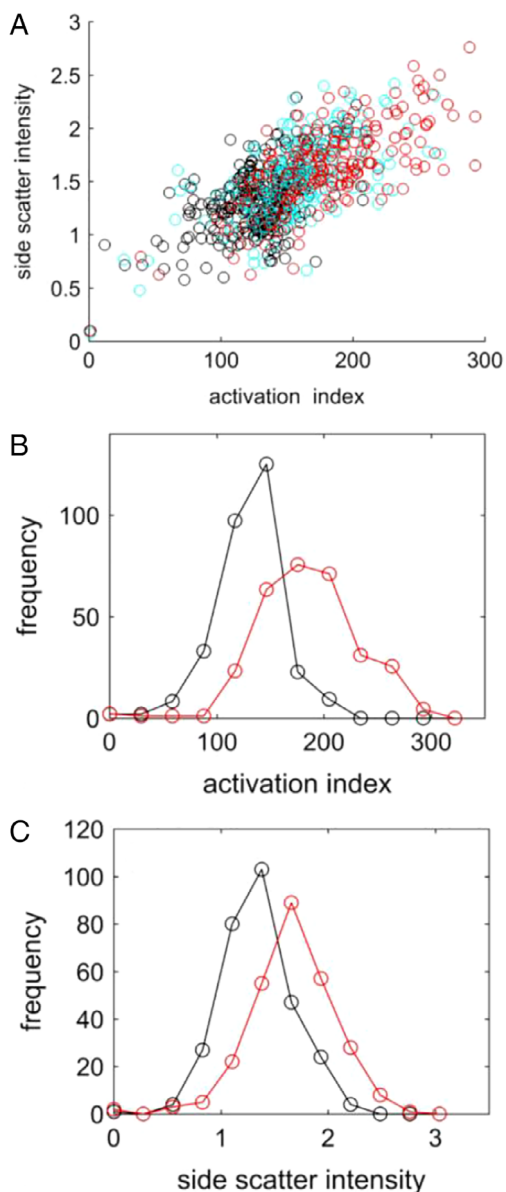 A
side scatter intensity
3
2.5
2
1.5
1
0.5
0
0 100 200 300
activation index
B
frequency
100
50
0
0 100 200 300
activation index
C
frequency
120
100
80
60
40
20
0
0 1 2 3
side scatter intensity